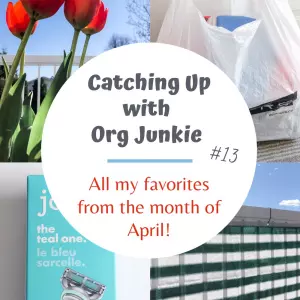 Catching Up
with
Org Junkie
#13
All my favorites
from the month of
April!
the
teal one.
le bleu
sarcelle.